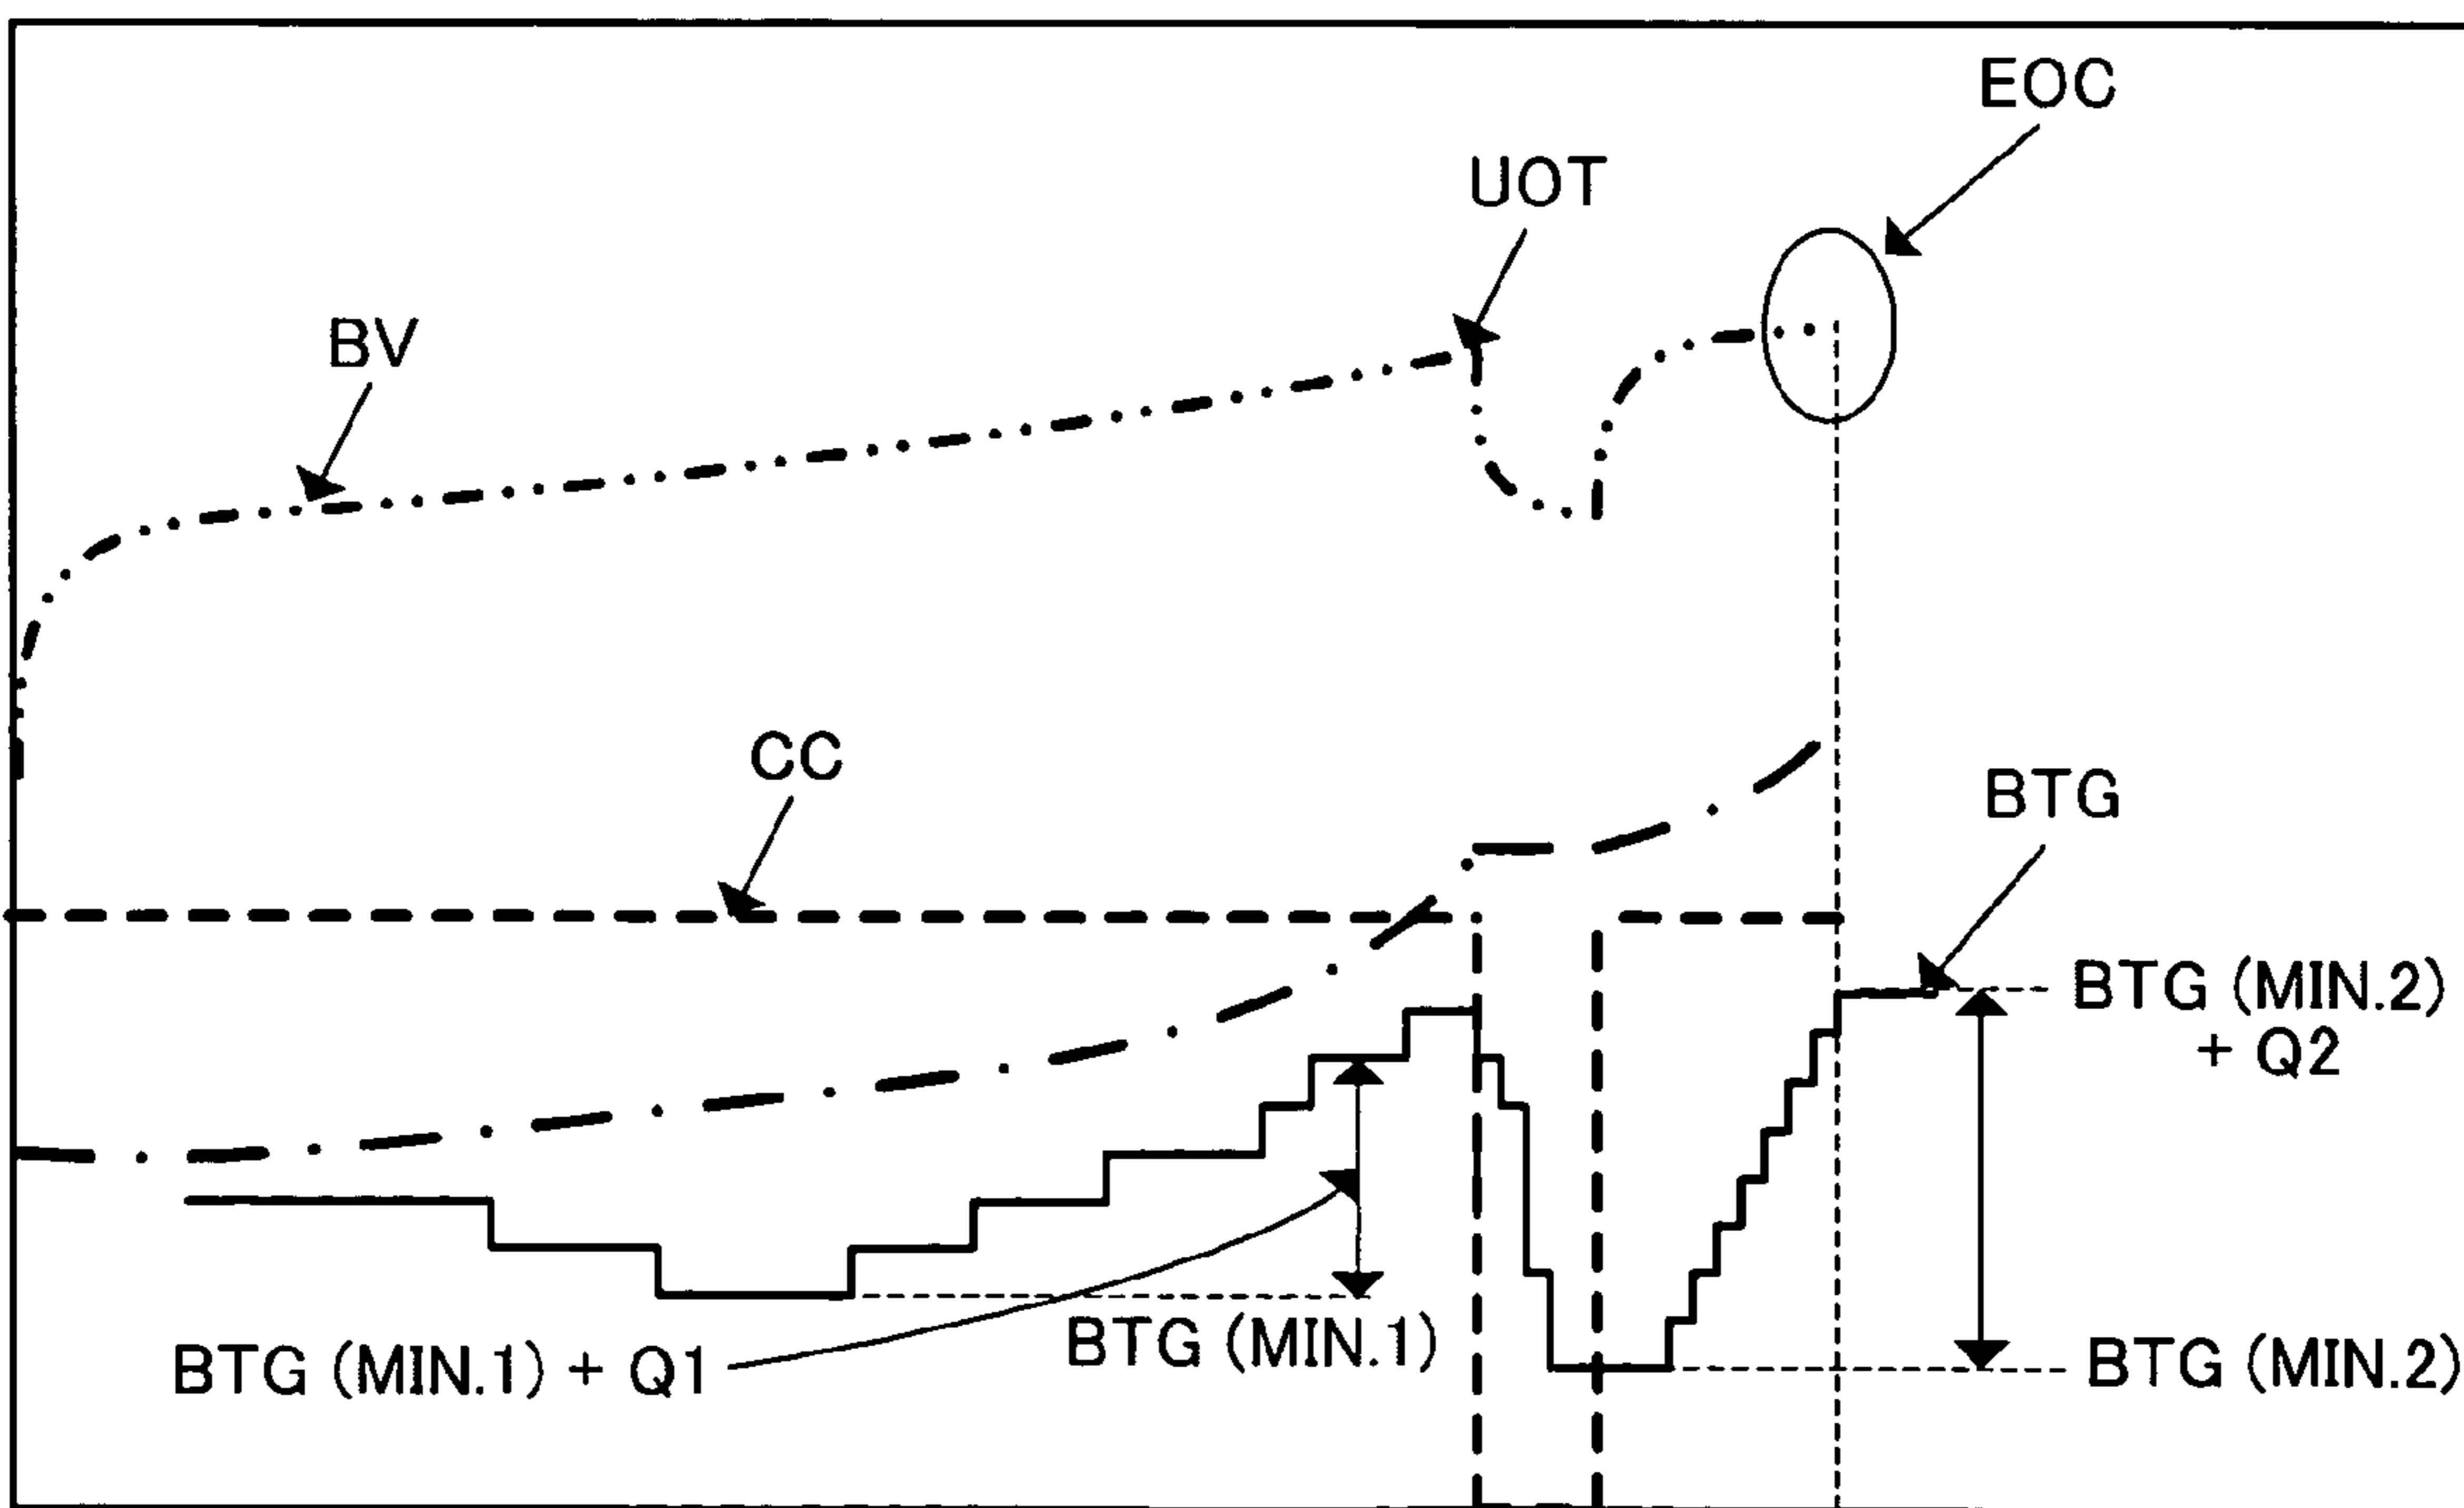 EOC
UOT
BV
CC
BTG
BTG (MIN.2)
+ Q2
BTG (MIN.1)
BTG (MIN.1) + Q1
BTG (MIN.2)